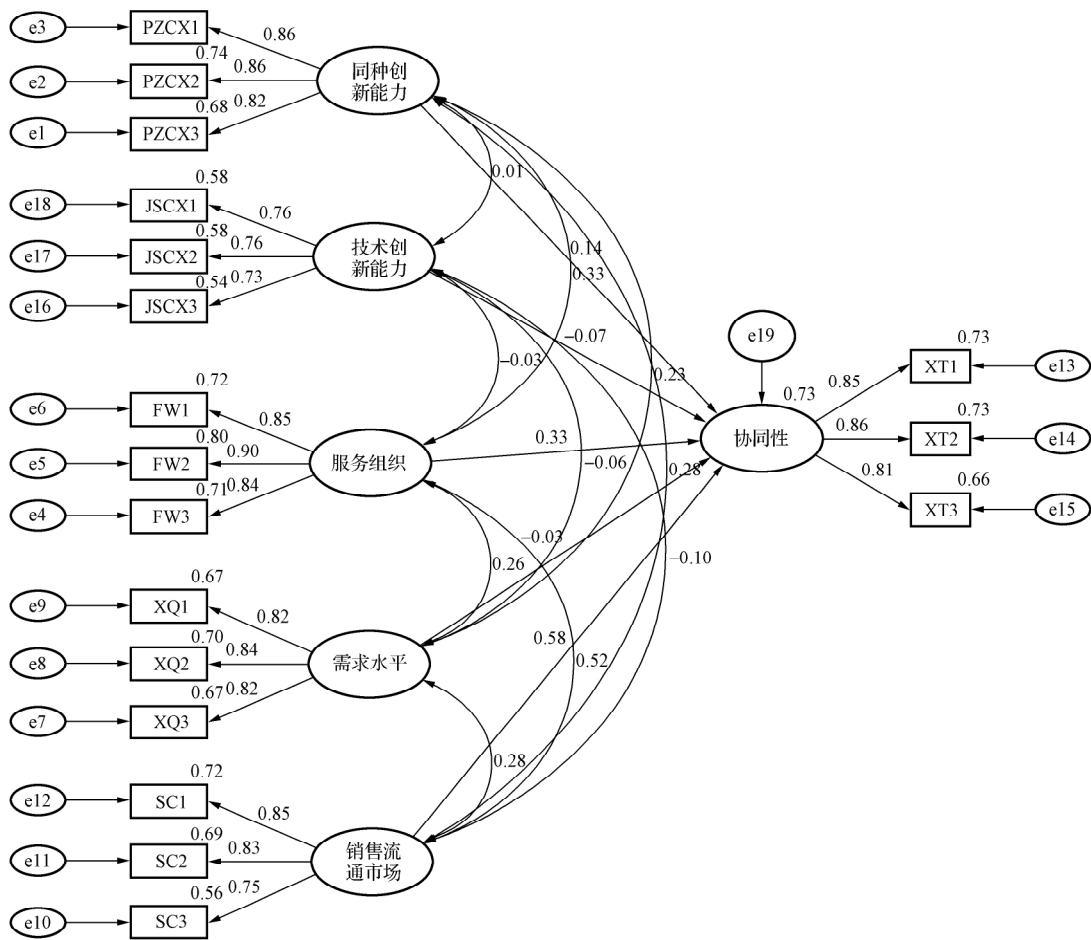 e3
PZCX1
0.86
0.74
e2
PZCX2
0.86
同种创
新能力
0.68
0.82
e1
PZCX3
0.01
0.58
e18
JSCX1
0.76
0.58
e17
JSCX2
0.76
技术创
新能力
0.14
0.33
0.54
0.73
e16
JSCX3
−0.07
−0.03
e19
0.73
0.73
XT1
e13
0.85
0.23
0.72
e6
FW1
0.85
0.80
e5
FW2
0.90
服务组织
0.33
协同性
0.86
0.73
XT2
e14
−0.06
0.28
0.71
0.84
e4
FW3
0.81
0.66
XT3
e15
−0.03
0.26
−0.10
0.67
e9
XQ1
0.82
0.70
e8
XQ2
0.84
需求水平
0.58
0.52
0.67
0.82
e7
XQ3
0.28
0.72
e12
SC1
0.85
0.69
e11
SC2
0.83
销售流
通市场
0.56
0.75
e10
SC3